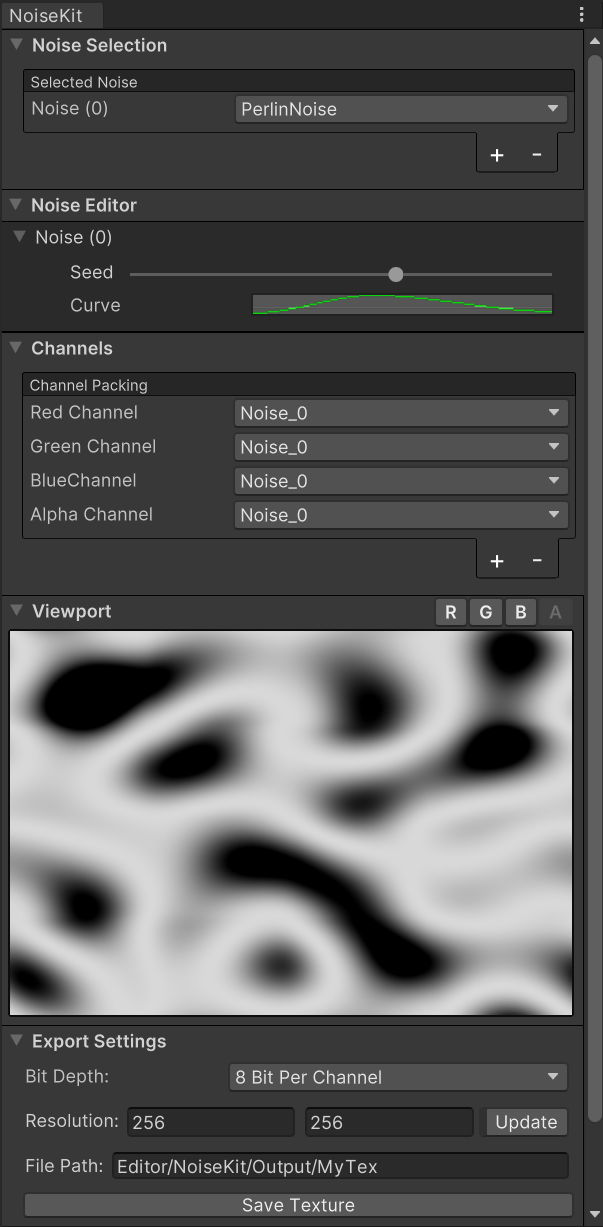 NoiseKit
Noise Selection
Selected Noise
Noise (0) PerlinNoise
+ -
Noise Editor
Noise (0)
Seed
Curve
Channels
Channel Packing
Red Channel Noise_0
Green Channel Noise_0
BlueChannel Noise_0
Alpha Channel Noise_0
+ -
Viewport R G B A
Export Settings
Bit Depth: 8 Bit Per Channel
Resolution: 256 256 Update
File Path: Editor/NoiseKit/Output/MyTex
Save Texture